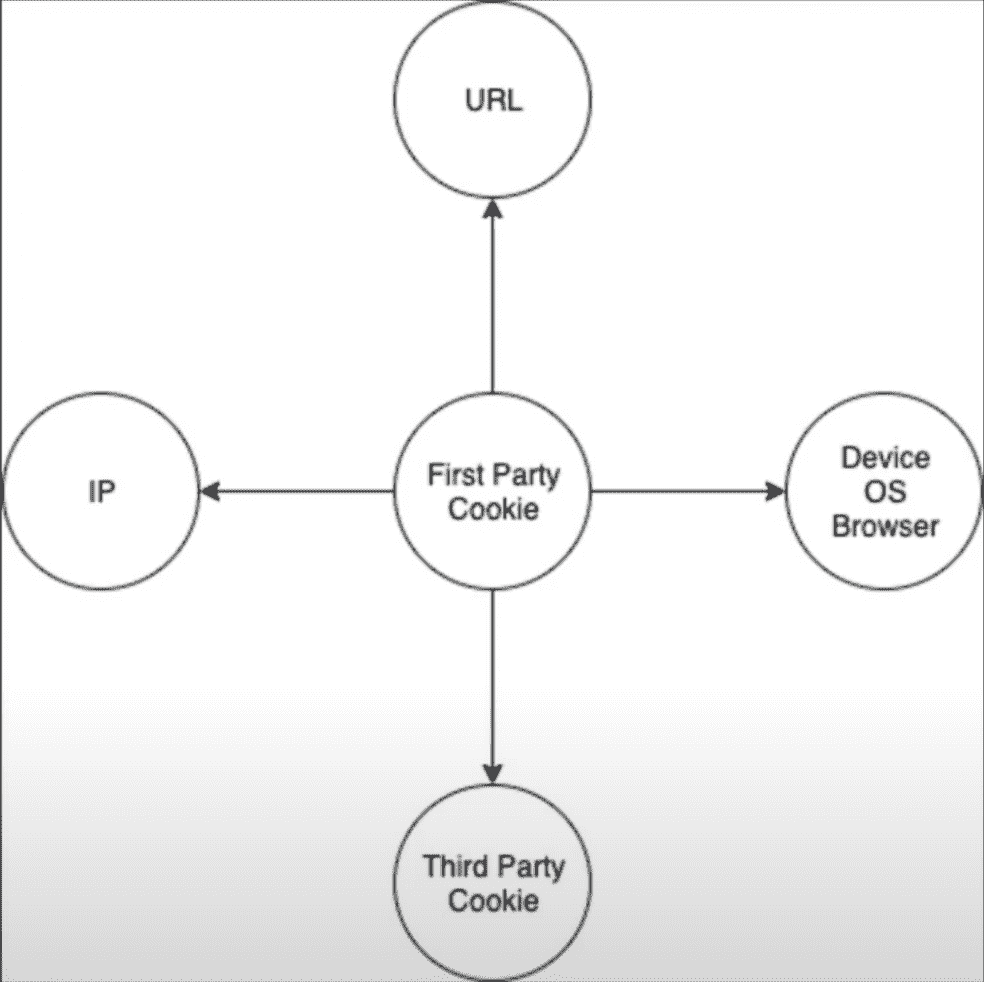 URL
IP
First Party
Cookie
Device
OS
Browser
Third Party
Cookie